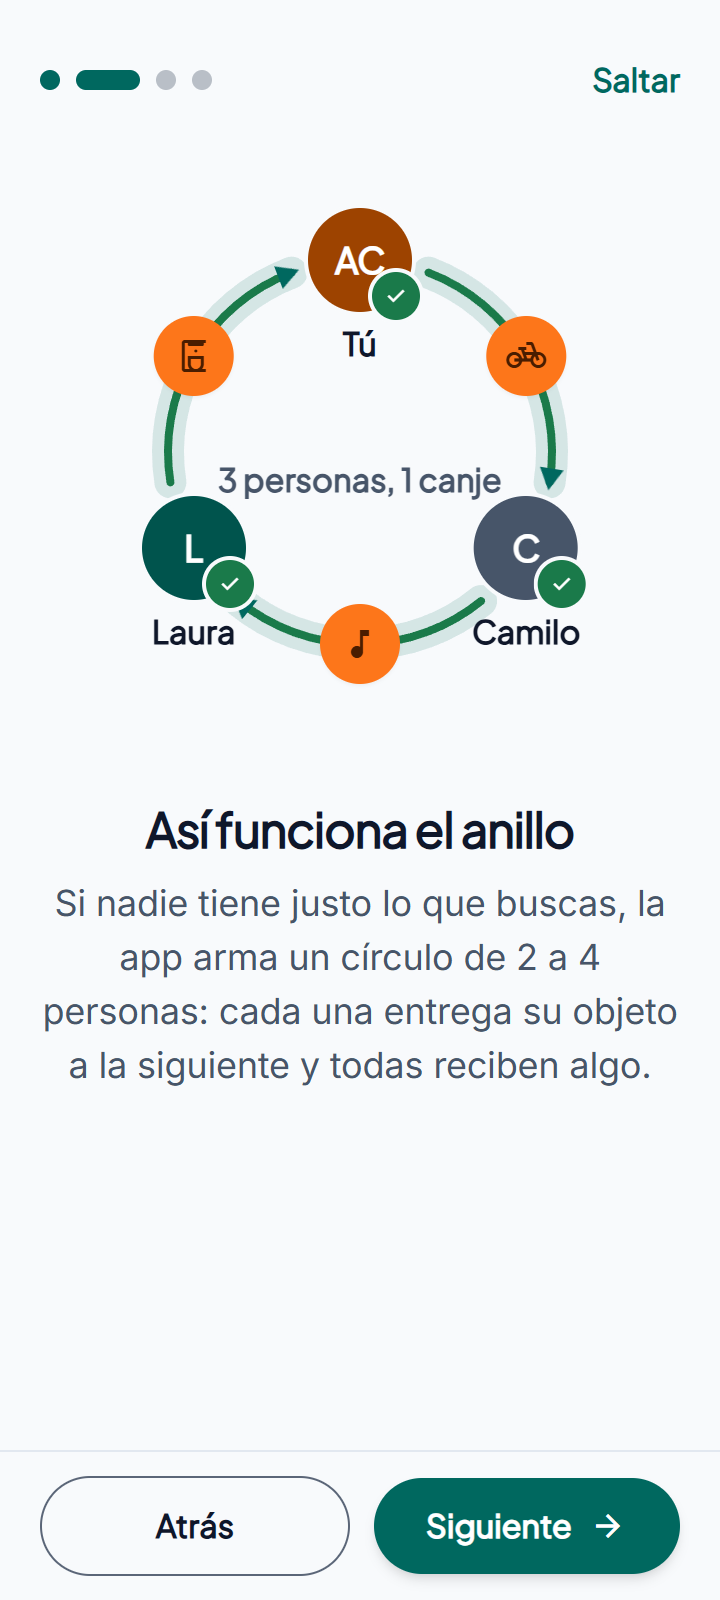 Saltar
AC
Tú
3 personas, 1 canje
L
C
Laura
Camilo
Así funciona el anillo
Si nadie tiene justo lo que buscas, la
app arma un círculo de 2 a 4
personas: cada una entrega su objeto
a la siguiente y todas reciben algo.
Atrás
Siguiente